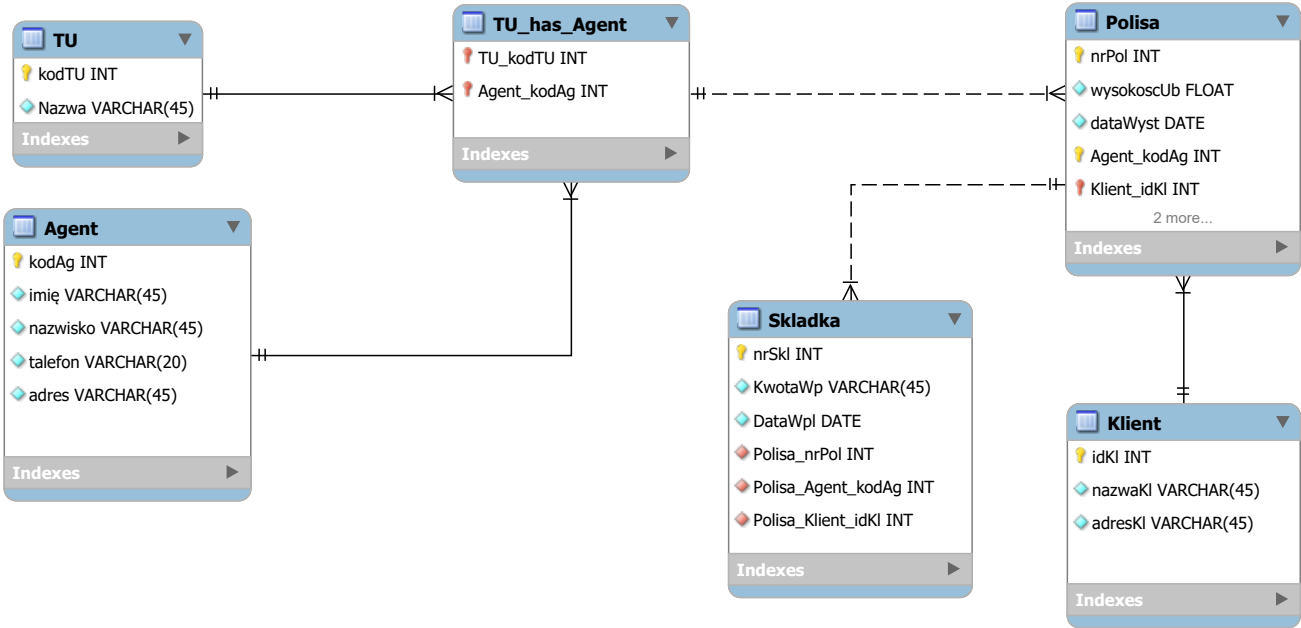 TU
kodTU INT
Nazwa VARCHAR(45)
Indexes
TU_has_Agent
TU_kodTU INT
Agent_kodAg INT
Indexes
Polisa
nrPol INT
wysokoscUb FLOAT
dataWyst DATE
Agent_kodAg INT
Klient_idKl INT
2 more...
Indexes
Agent
kodAg INT
imię VARCHAR(45)
nazwisko VARCHAR(45)
talefon VARCHAR(20)
adres VARCHAR(45)
Indexes
Skladka
nrSkl INT
KwotaWp VARCHAR(45)
DataWpl DATE
Polisa_nrPol INT
Polisa_Agent_kodAg INT
Polisa_Klient_idKl INT
Indexes
Klient
idKl INT
nazwaKl VARCHAR(45)
adresKl VARCHAR(45)
Indexes